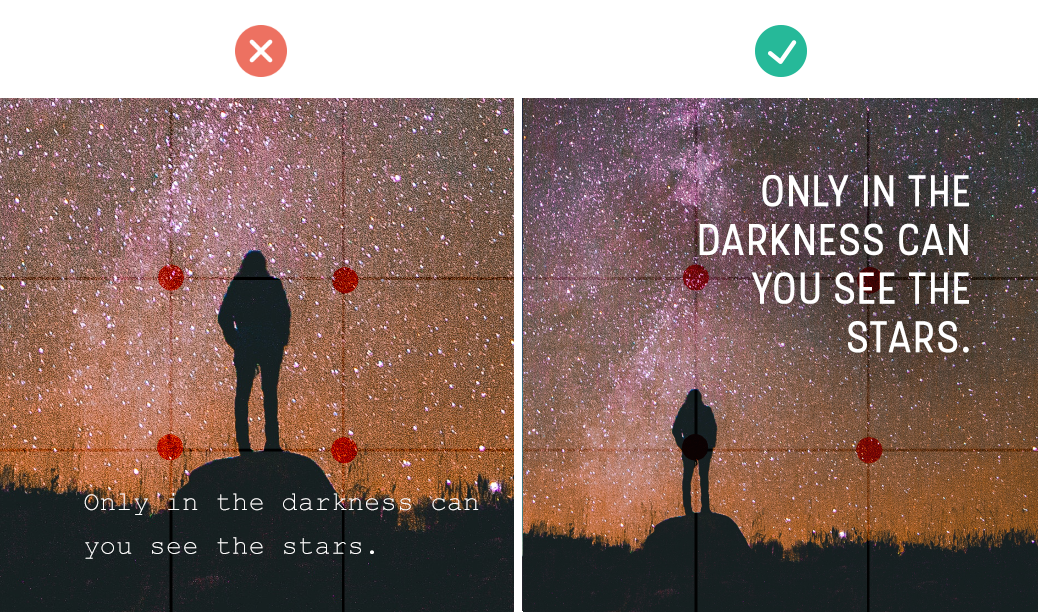 Only in the darkness can
you see the stars.
ONLY IN THE
DARKNESS CAN
YOU SEE THE
STARS.